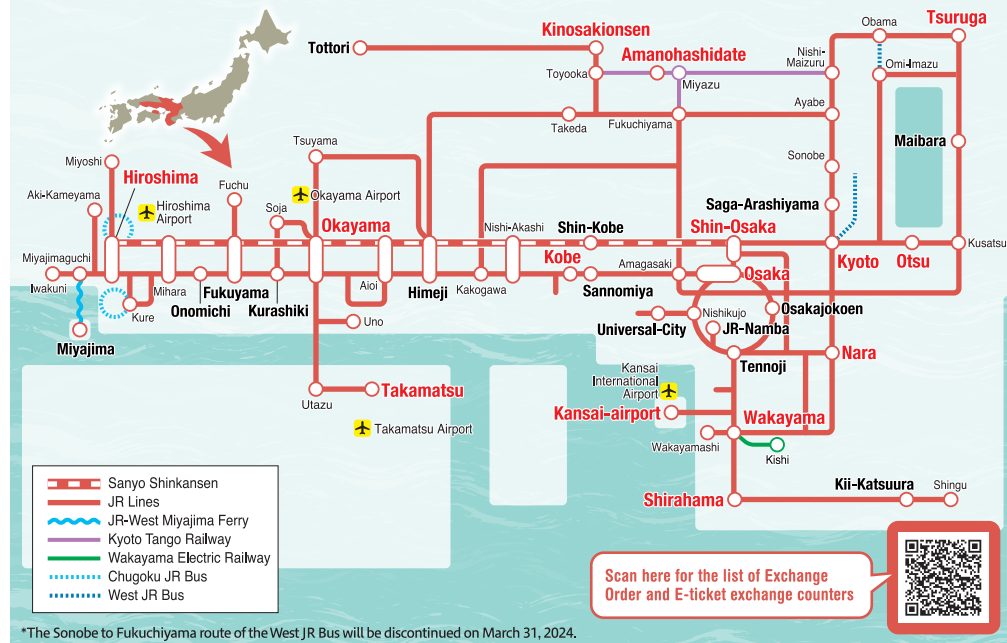 Obama
Tsuruga
Kinosakionsen
Tottori
Amanohashidate
Nishi-
Maizuru
Omi-Imazu
Toyooka
Miyazu
Ayabe
Takeda
Fukuchiyama
Maibara
Tsuyama
Miyoshi
Hiroshima
Sonobe
Aki-Kameyama
Fuchu
Okayama Airport
Hiroshima
Airport
Soja
Saga-Arashiyama
Okayama
Nishi-Akashi
Shin-Kobe
Shin-Osaka
Kusatsu
Miyajimaguchi
Kobe
Amagasaki
Kyoto
Otsu
Osaka
Iwakuni
Mihara
Fukuyama
Aioi
Himeji
Kakogawa
Sannomiya
Onomichi
Kurashiki
Osakajokoen
Kure
Nishikujo
Uno
Universal-City
JR-Namba
Miyajima
Nara
Tennoji
Kansai
International
Airport
Utazu
Takamatsu
Kansai-airport
Wakayama
Takamatsu Airport
Wakayamashi
Kishi
Sanyo Shinkansen
JR Lines
JR-West Miyajima Ferry
Kyoto Tango Railway
Wakayama Electric Railway
Chugoku JR Bus
West JR Bus
Shirahama
Kii-Katsuura
Shingu
Scan here for the list of Exchange
Order and E-ticket exchange counters
*The Sonobe to Fukuchiyama route of the West JR Bus will be discontinued on March 31, 2024.